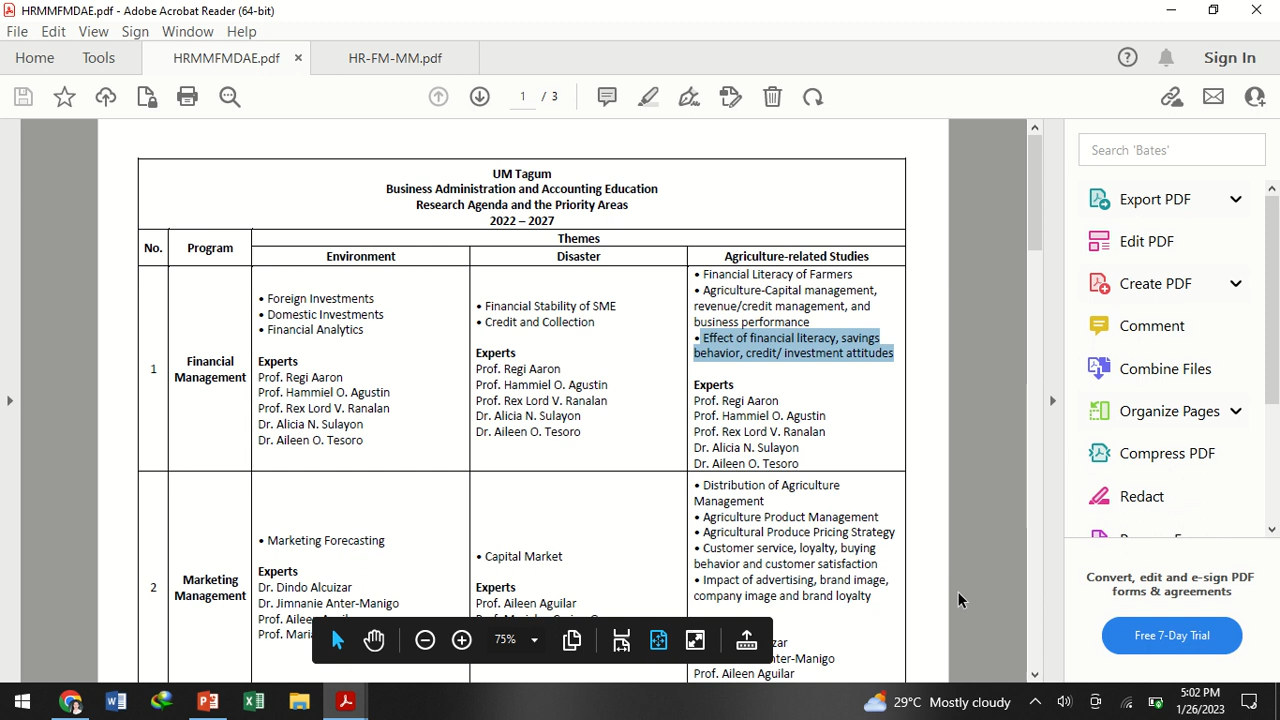 HRMMFMDAE.pdf - Adobe Acrobat Reader (64-bit)
File Edit View Sign Window Help
Home Tools HRMMFMDAE.pdf × HR-FM-MM.pdf Sign In
1 / 3
UM Tagum
Business Administration and Accounting Education
Research Agenda and the Priority Areas
2022 – 2027
No. Program Themes
Environment Disaster Agriculture-related Studies
1
Financial
Management
• Foreign Investments
• Domestic Investments
• Financial Analytics
Experts
Prof. Regi Aaron
Prof. Hammiel O. Agustin
Prof. Rex Lord V. Ranalan
Dr. Alicia N. Sulayon
Dr. Aileen O. Tesoro
• Financial Stability of SME
• Credit and Collection
Experts
Prof. Regi Aaron
Prof. Hammiel O. Agustin
Prof. Rex Lord V. Ranalan
Dr. Alicia N. Sulayon
Dr. Aileen O. Tesoro
• Financial Literacy of Farmers
• Agriculture-Capital management,
revenue/credit management, and
business performance
• Effect of financial literacy, savings
behavior, credit/ investment attitudes
Experts
Prof. Regi Aaron
Prof. Hammiel O. Agustin
Prof. Rex Lord V. Ranalan
Dr. Alicia N. Sulayon
Dr. Aileen O. Tesoro
2
Marketing
Management
• Marketing Forecasting
Experts
Dr. Dindo Alcuizar
Dr. Jimnanie Anter-Manigo
Prof.
Prof.
• Capital Market
Experts
Prof. Aileen Aguilar
• Distribution of Agriculture
Management
• Agriculture Product Management
• Agricultural Produce Pricing Strategy
• Customer service, loyalty, buying
behavior and customer satisfaction
• Impact of advertising, brand image,
company image and brand loyalty
zar
ter-Manigo
Prof. Aileen Aguilar
75%
Search 'Bates'
Export PDF
Edit PDF
Create PDF
Comment
Combine Files
Organize Pages
Compress PDF
Redact
Convert, edit and e-sign PDF
forms & agreements
Free 7-Day Trial
29°C Mostly cloudy
5:02 PM
1/26/2023